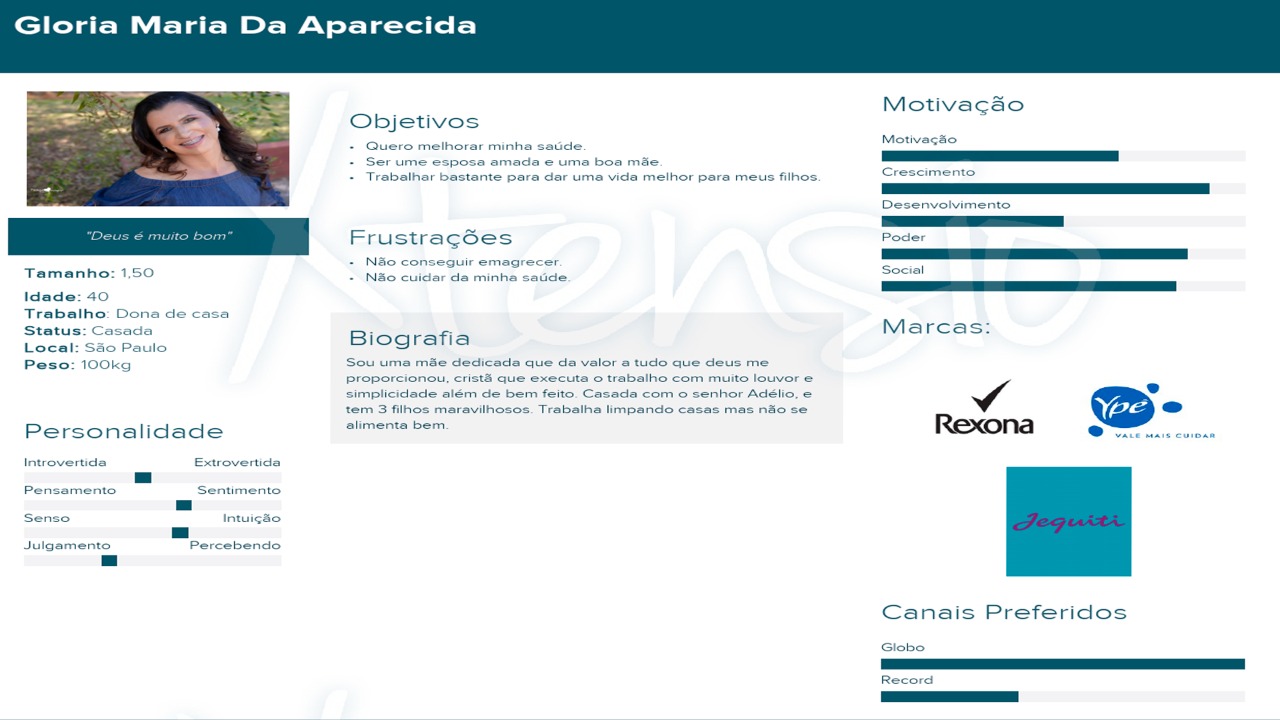 Gloria Maria Da Aparecida
"Deus é muito bom"
Tamanho: 1,50
Idade: 40
Trabalho: Dona de casa
Status: Casada
Local: São Paulo
Peso: 100kg
Personalidade
Introvertida Extrovertida
Pensamento Sentimento
Senso Intuição
Julgamento Percebendo
Objetivos
• Quero melhorar minha saúde.
• Ser ume esposa amada e uma boa mãe.
• Trabalhar bastante para dar uma vida melhor para meus filhos.
Frustrações
• Não conseguir emagrecer.
• Não cuidar da minha saúde.
Biografia
Sou uma mãe dedicada que da valor a tudo que deus me
proporcionou, cristã que executa o trabalho com muito louvor e
simplicidade além de bem feito. Casada com o senhor Adélio, e
tem 3 filhos maravilhosos. Trabalha limpando casas mas não se
alimenta bem.
Motivação
Motivação
Crescimento
Desenvolvimento
Poder
Social
Marcas:
Rexona
Ypê
VALE MAIS CUIDAR
Jequiti
Canais Preferidos
Globo
Record
Xtensio